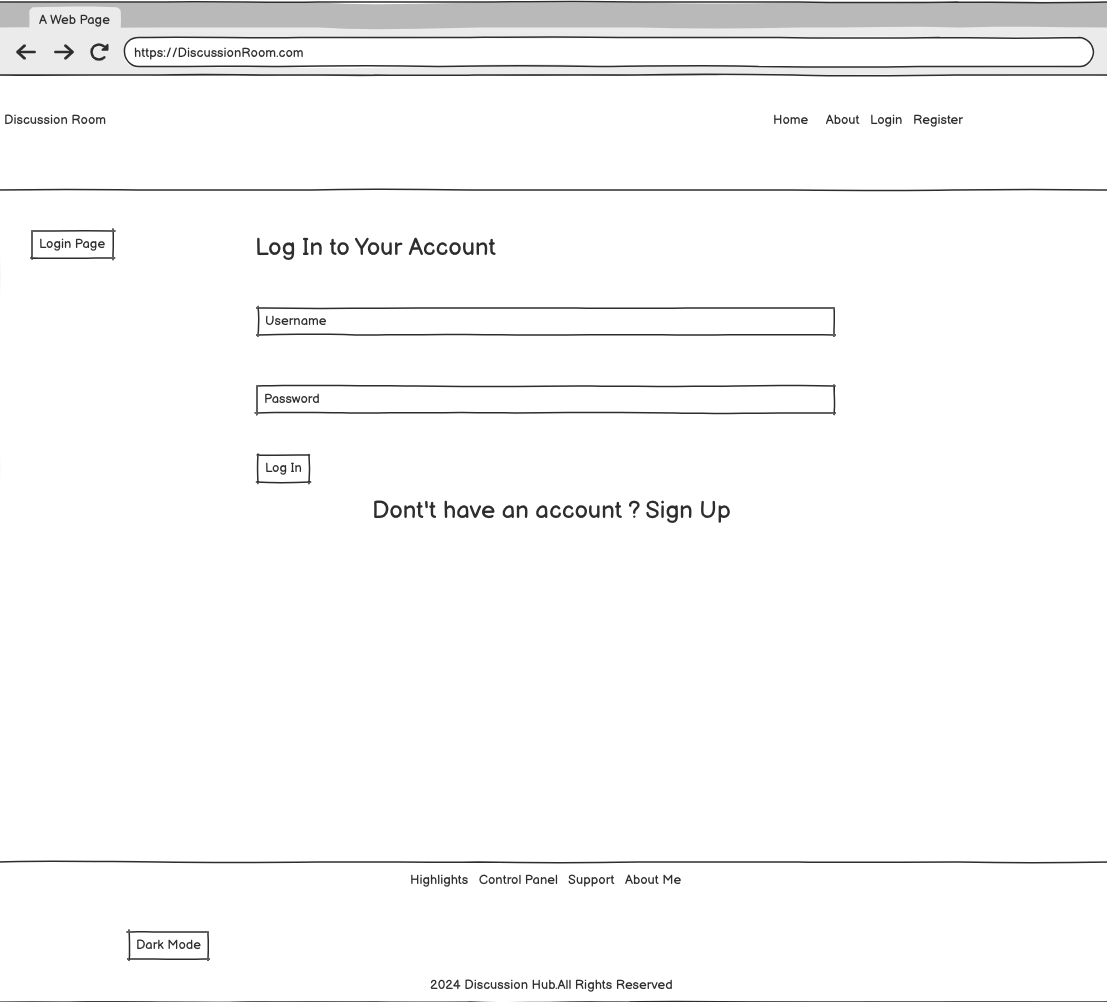 A Web Page
https://DiscussionRoom.com
Discussion Room Home About Login Register
Login Page
Log In to Your Account
Username
Password
Log In
Dont't have an account ? Sign Up
Highlights Control Panel Support About Me
Dark Mode
2024 Discussion Hub.All Rights Reserved